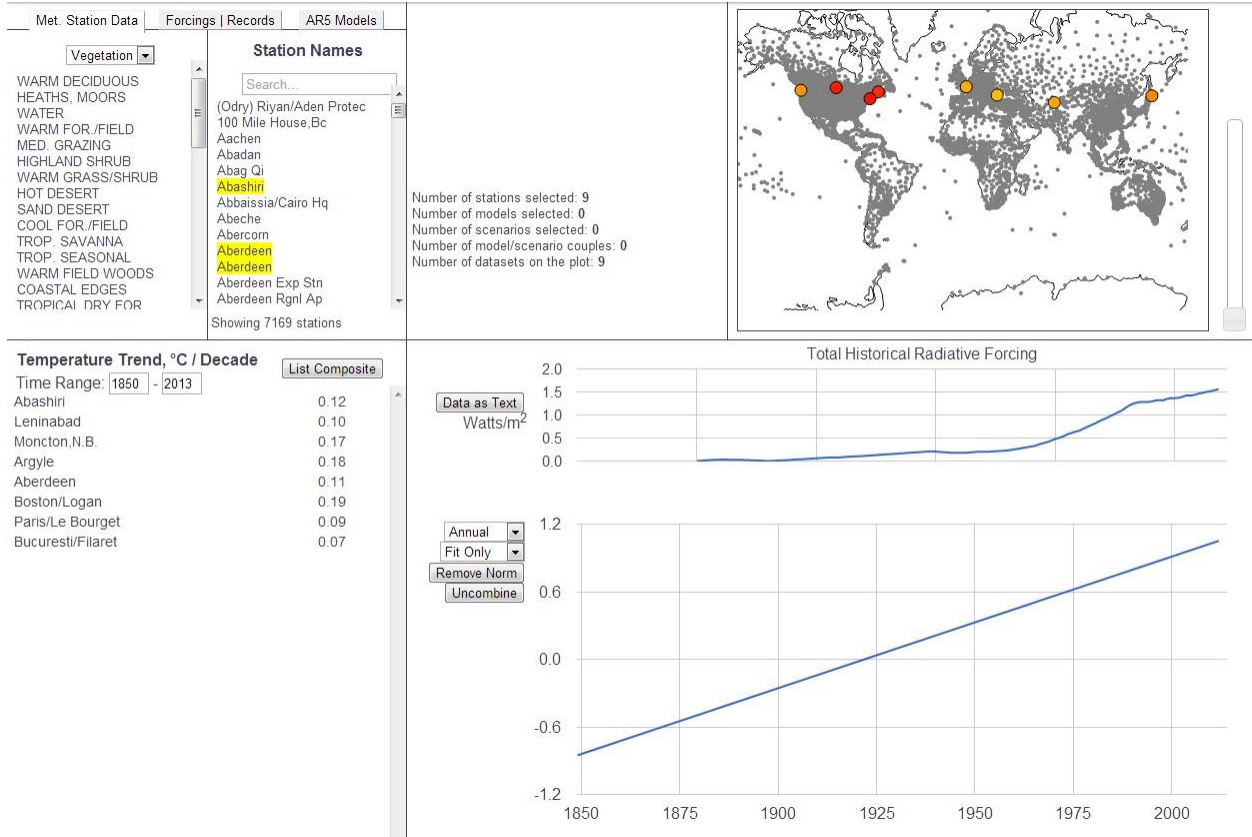 Met. Station Data
Forcings | Records
AR5 Models
Vegetation
WARM DECIDUOUS
HEATHS, MOORS
WATER
WARM FOR./FIELD
MED. GRAZING
HIGHLAND SHRUB
WARM GRASS/SHRUB
HOT DESERT
SAND DESERT
COOL FOR./FIELD
TROP. SAVANNA
TROP. SEASONAL
WARM FIELD WOODS
COASTAL EDGES
TROPICAL DRY FOR
Station Names
Search...
(Odry) Riyan/Aden Protec
100 Mile House,Bc
Aachen
Abadan
Abag Qi
Abashiri
Abbaissia/Cairo Hq
Abeche
Abercorn
Aberdeen
Aberdeen
Aberdeen Exp Stn
Aberdeen Rgnl Ap
Showing 7169 stations
Number of stations selected: 9
Number of models selected: 0
Number of scenarios selected: 0
Number of model/scenario couples: 0
Number of datasets on the plot: 9
Temperature Trend, °C / Decade
List Composite
Time Range: 1850 - 2013
Abashiri 0.12
Leninabad 0.10
Moncton,N.B. 0.17
Argyle 0.18
Aberdeen 0.11
Boston/Logan 0.19
Paris/Le Bourget 0.09
Bucuresti/Filaret 0.07
Total Historical Radiative Forcing
Data as Text
Watts/m2
2.0
1.5
1.0
0.5
0.0
Annual
Fit Only
Remove Norm
Uncombine
1.2
0.6
0.0
-0.6
-1.2
1850 1875 1900 1925 1950 1975 2000